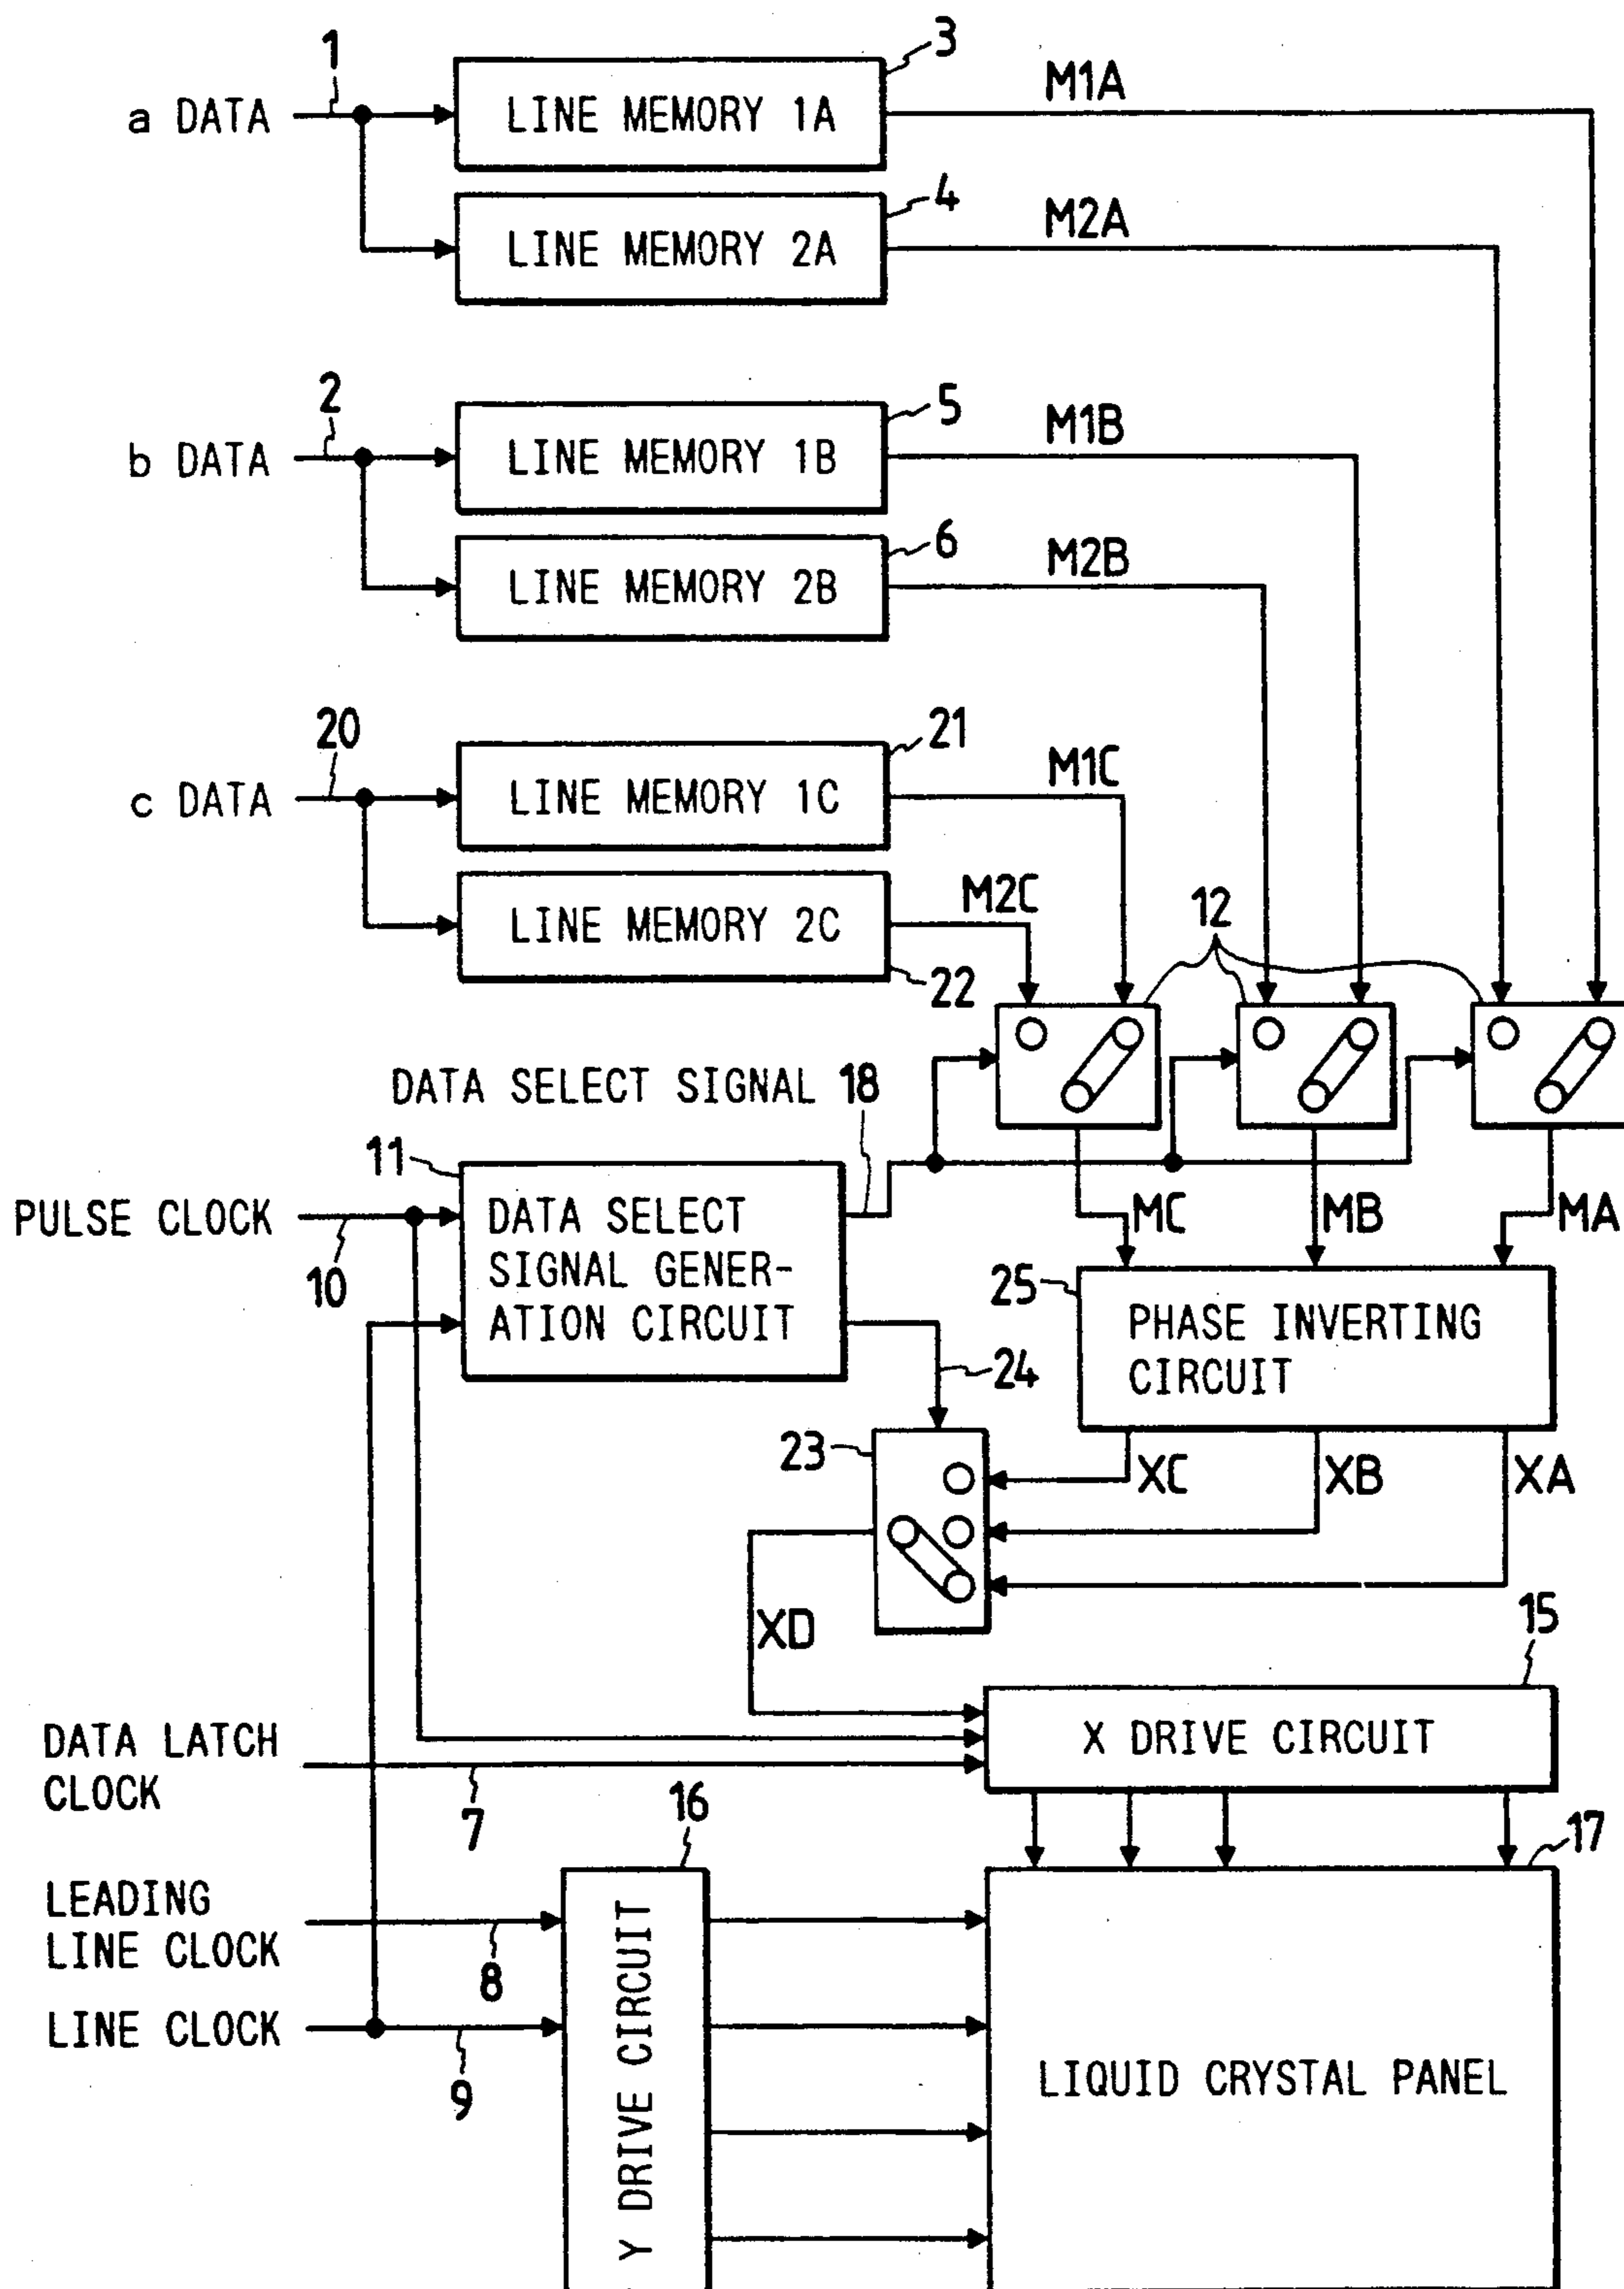 1
3
a DATA
LINE MEMORY 1A
M1A
4
LINE MEMORY 2A
M2A
2
5
b DATA
LINE MEMORY 1B
M1B
6
LINE MEMORY 2B
M2B
20
21
c DATA
LINE MEMORY 1C
M1C
LINE MEMORY 2C
M2C
22
12
DATA SELECT SIGNAL 18
11
PULSE CLOCK
10
DATA SELECT
SIGNAL GENER-
ATION CIRCUIT
MC
MB
MA
25
PHASE INVERTING
CIRCUIT
24
23
XC
XB
XA
XD
15
X DRIVE CIRCUIT
DATA LATCH
CLOCK
7
16
17
LEADING
LINE CLOCK
8
LINE CLOCK
9
Y DRIVE CIRCUIT
LIQUID CRYSTAL PANEL